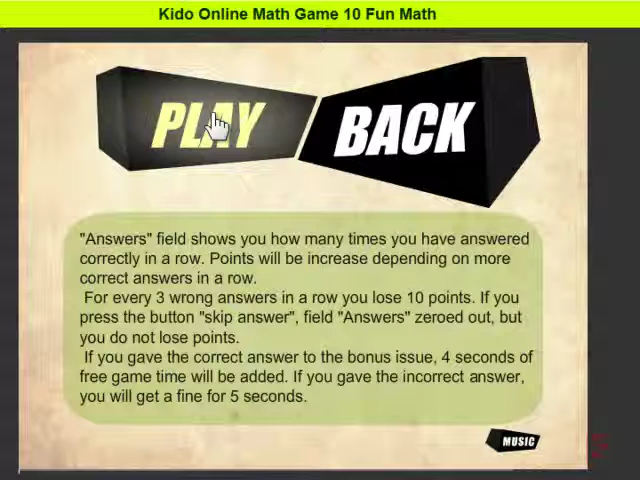 Kido Online Math Game 10 Fun Math
PLAY
BACK
"Answers" field shows you how many times you have answered
correctly in a row. Points will be increase depending on more
correct answers in a row.
For every 3 wrong answers in a row you lose 10 points. If you
press the button "skip answer", field "Answers" zeroed out, but
you do not lose points.
If you gave the correct answer to the bonus issue, 4 seconds of
free game time will be added. If you gave the incorrect answer,
you will get a fine for 5 seconds.
MUSIC